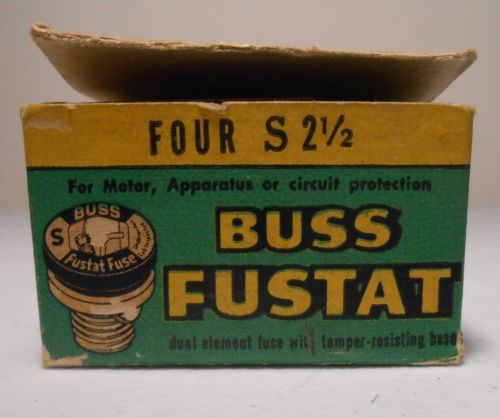 FOUR S 2½
For Motor, Apparatus or circuit protection
BUSS
S
Fustat Fuse
BUSS
FUSTAT
dual element fuse wit tamper-resisting base